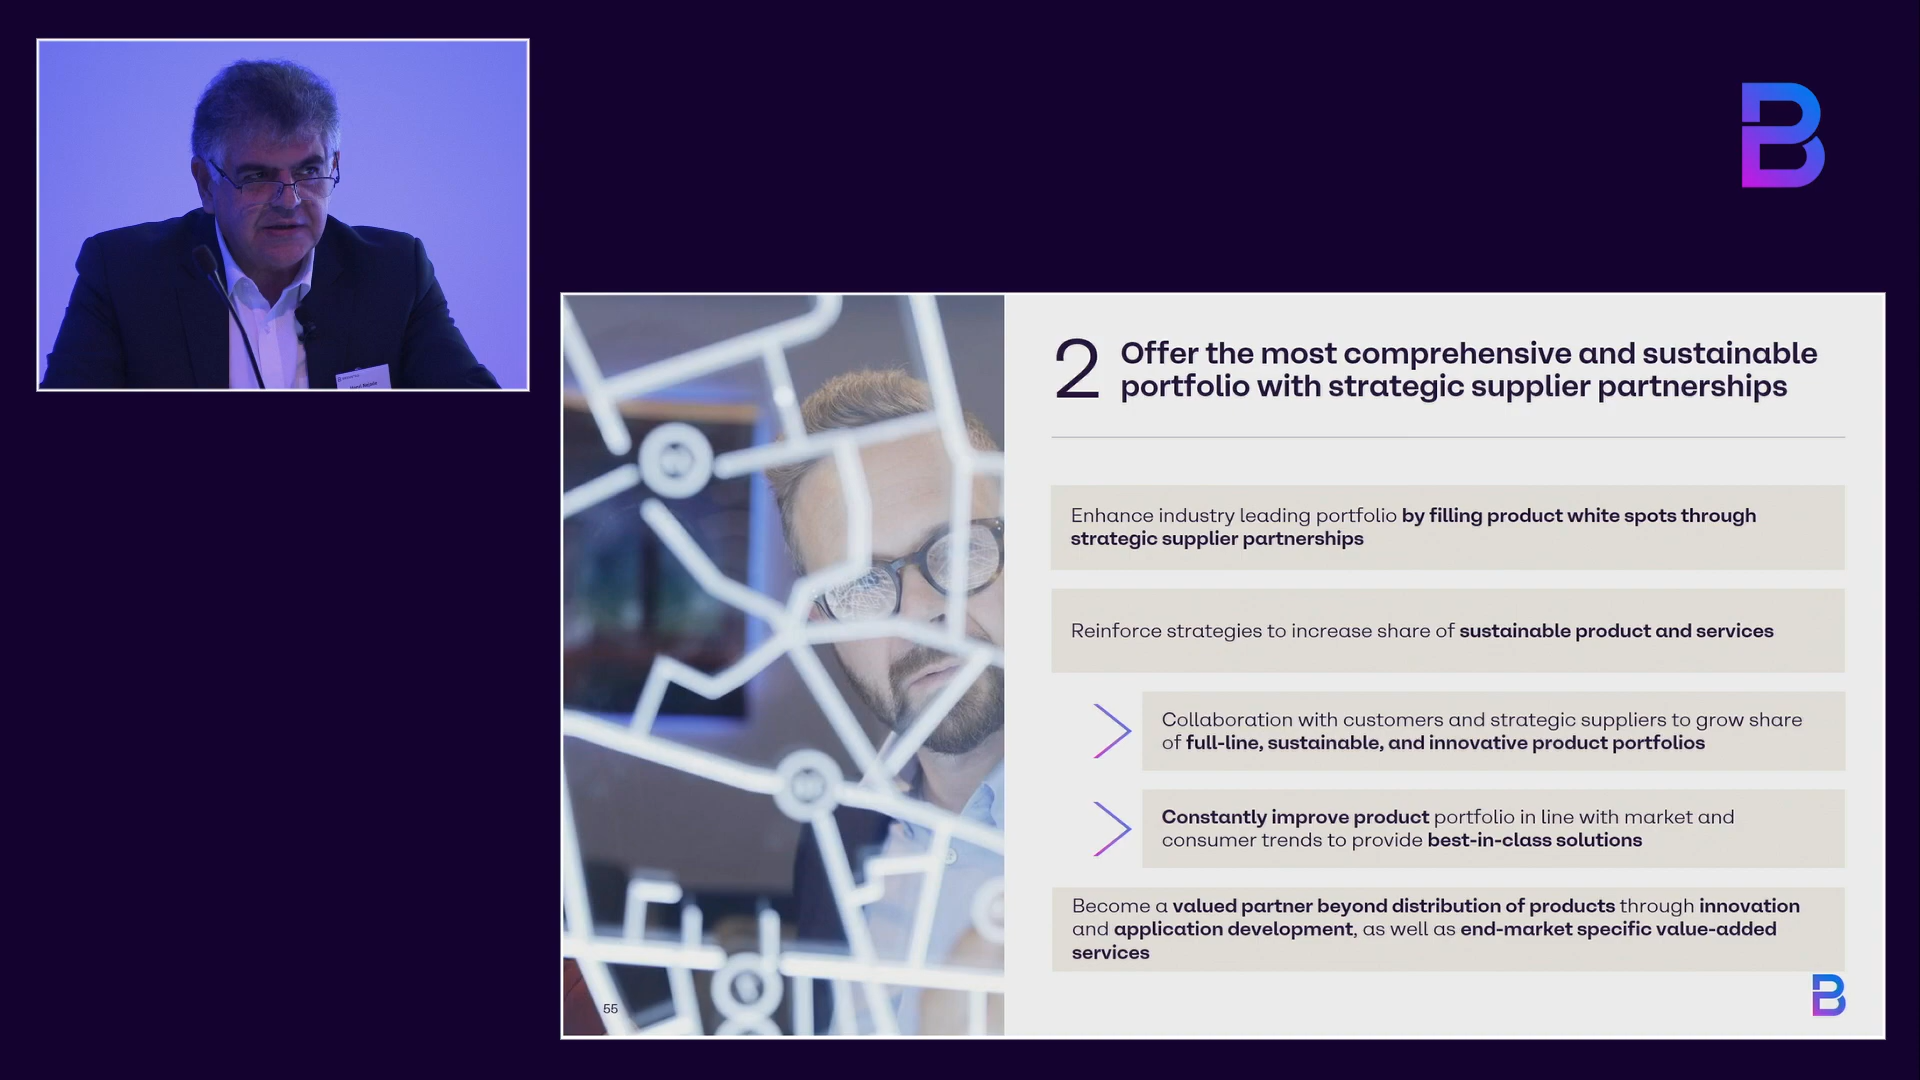 2
Offer the most comprehensive and sustainable
portfolio with strategic supplier partnerships
Enhance industry leading portfolio by filling product white spots through
strategic supplier partnerships
Reinforce strategies to increase share of sustainable product and services
Collaboration with customers and strategic suppliers to grow share
of full-line, sustainable, and innovative product portfolios
Constantly improve product portfolio in line with market and
consumer trends to provide best-in-class solutions
Become a valued partner beyond distribution of products through innovation
and application development, as well as end-market specific value-added
services
55